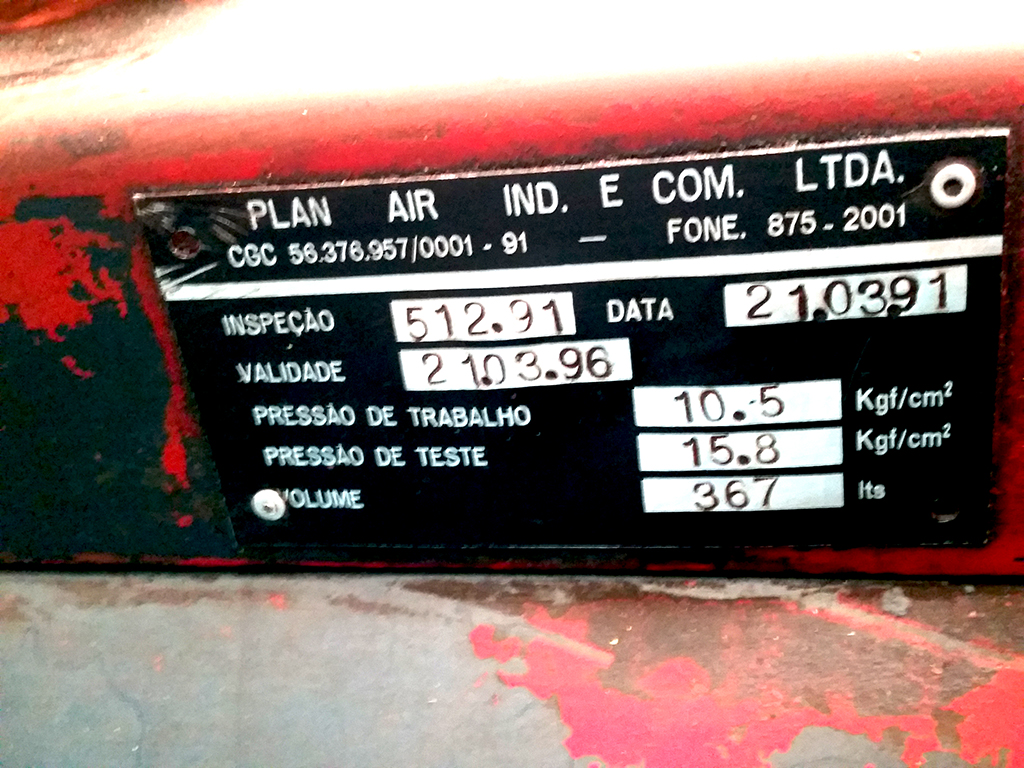 PLAN AIR IND. E COM. LTDA.
CGC 56.376.957/0001 - 91 — FONE. 875 - 2001
INSPEÇÃO 512.91 DATA 21.03.91
VALIDADE 21.03.96
PRESSÃO DE TRABALHO 10.5 Kgf/cm²
PRESSÃO DE TESTE 15.8 Kgf/cm²
VOLUME 367 lts